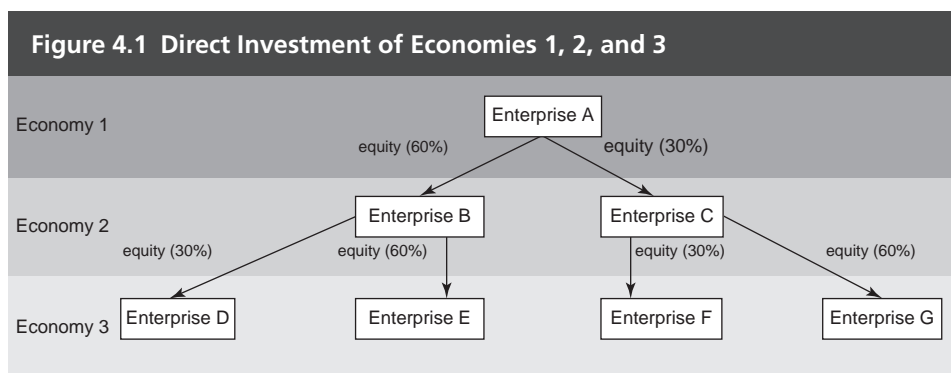 Figure 4.1 Direct Investment of Economies 1, 2, and 3
Economy 1
Enterprise A
equity (60%)
equity (30%)
Economy 2
Enterprise B
Enterprise C
equity (30%)
equity (60%)
equity (30%)
equity (60%)
Economy 3
Enterprise D
Enterprise E
Enterprise F
Enterprise G